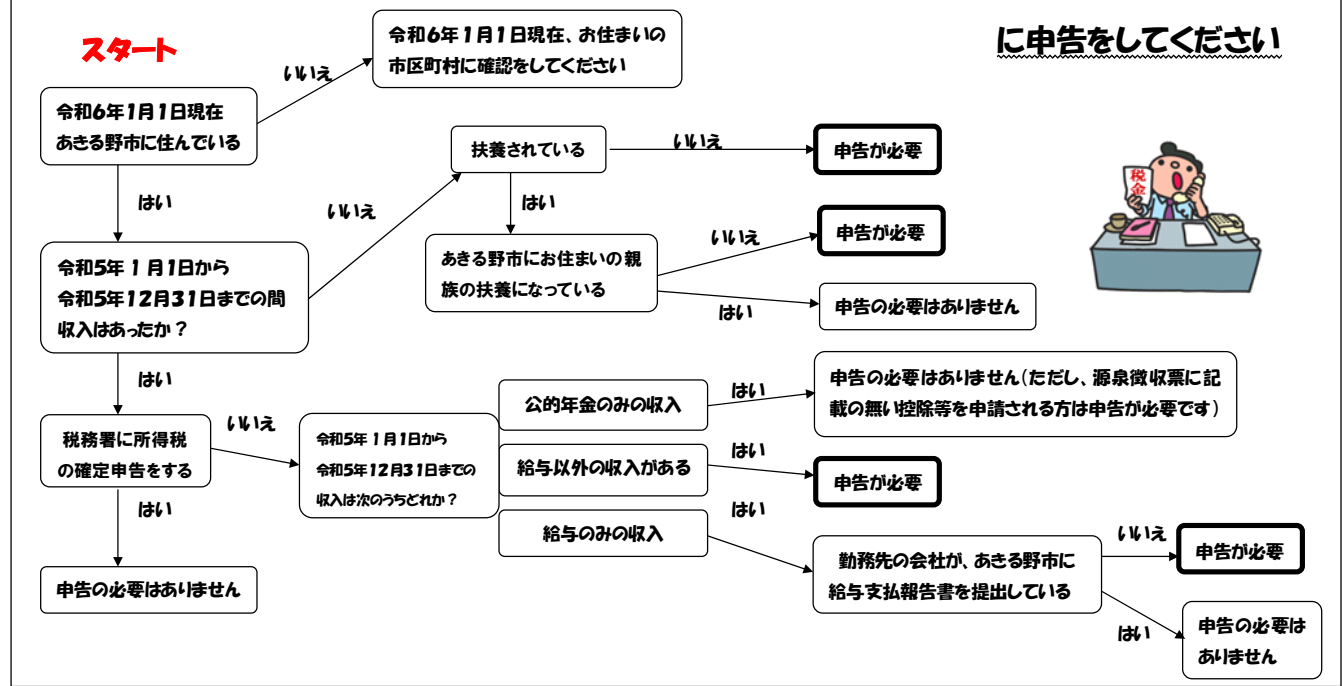 スタート
に申告をしてください
令和6年1月1日現在、お住まいの
市区町村に確認をしてください
いいえ
令和6年1月1日現在
あきる野市に住んでいる
はい
扶養されている
いいえ
申告が必要
はい
いいえ
令和5年1月1日から
令和5年12月31日までの間
収入はあったか?
あきる野市にお住まいの親
族の扶養になっている
いいえ
申告が必要
はい
申告の必要はありません
はい
税務署に所得税
の確定申告をする
いいえ
令和5年1月1日から
令和5年12月31日までの
収入は次のうちどれか?
公的年金のみの収入
はい
申告の必要はありません(ただし、源泉徴収票に記
載の無い控除等を申請される方は申告が必要です)
給与以外の収入がある
はい
申告が必要
給与のみの収入
はい
勤務先の会社が、あきる野市に
給与支払報告書を提出している
いいえ
申告が必要
はい
申告の必要は
ありません
はい
申告の必要はありません
税金